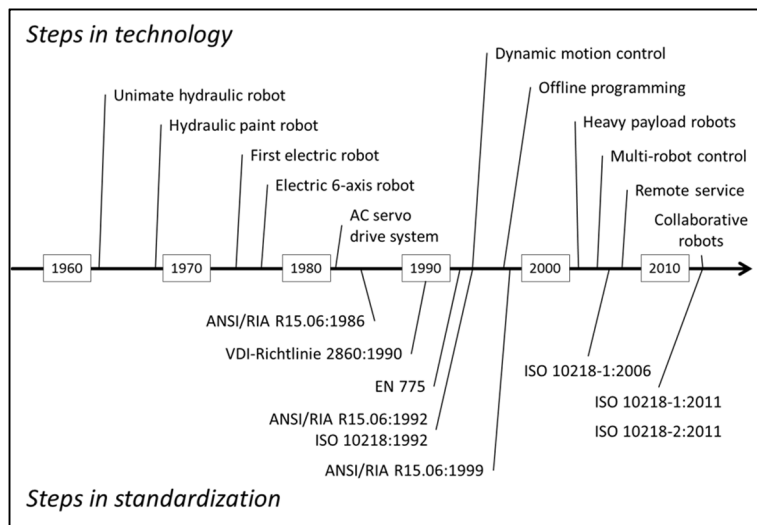 Steps in technology
Dynamic motion control
Offline programming
Unimate hydraulic robot
Heavy payload robots
Hydraulic paint robot
First electric robot
Multi-robot control
Electric 6-axis robot
Remote service
AC servo
drive system
Collaborative
robots
1960
1970
1980
1990
2000
2010
ANSI/RIA R15.06:1986
VDI-Richtlinie 2860:1990
EN 775
ANSI/RIA R15.06:1992
ISO 10218:1992
ANSI/RIA R15.06:1999
ISO 10218-1:2006
ISO 10218-1:2011
ISO 10218-2:2011
Steps in standardization